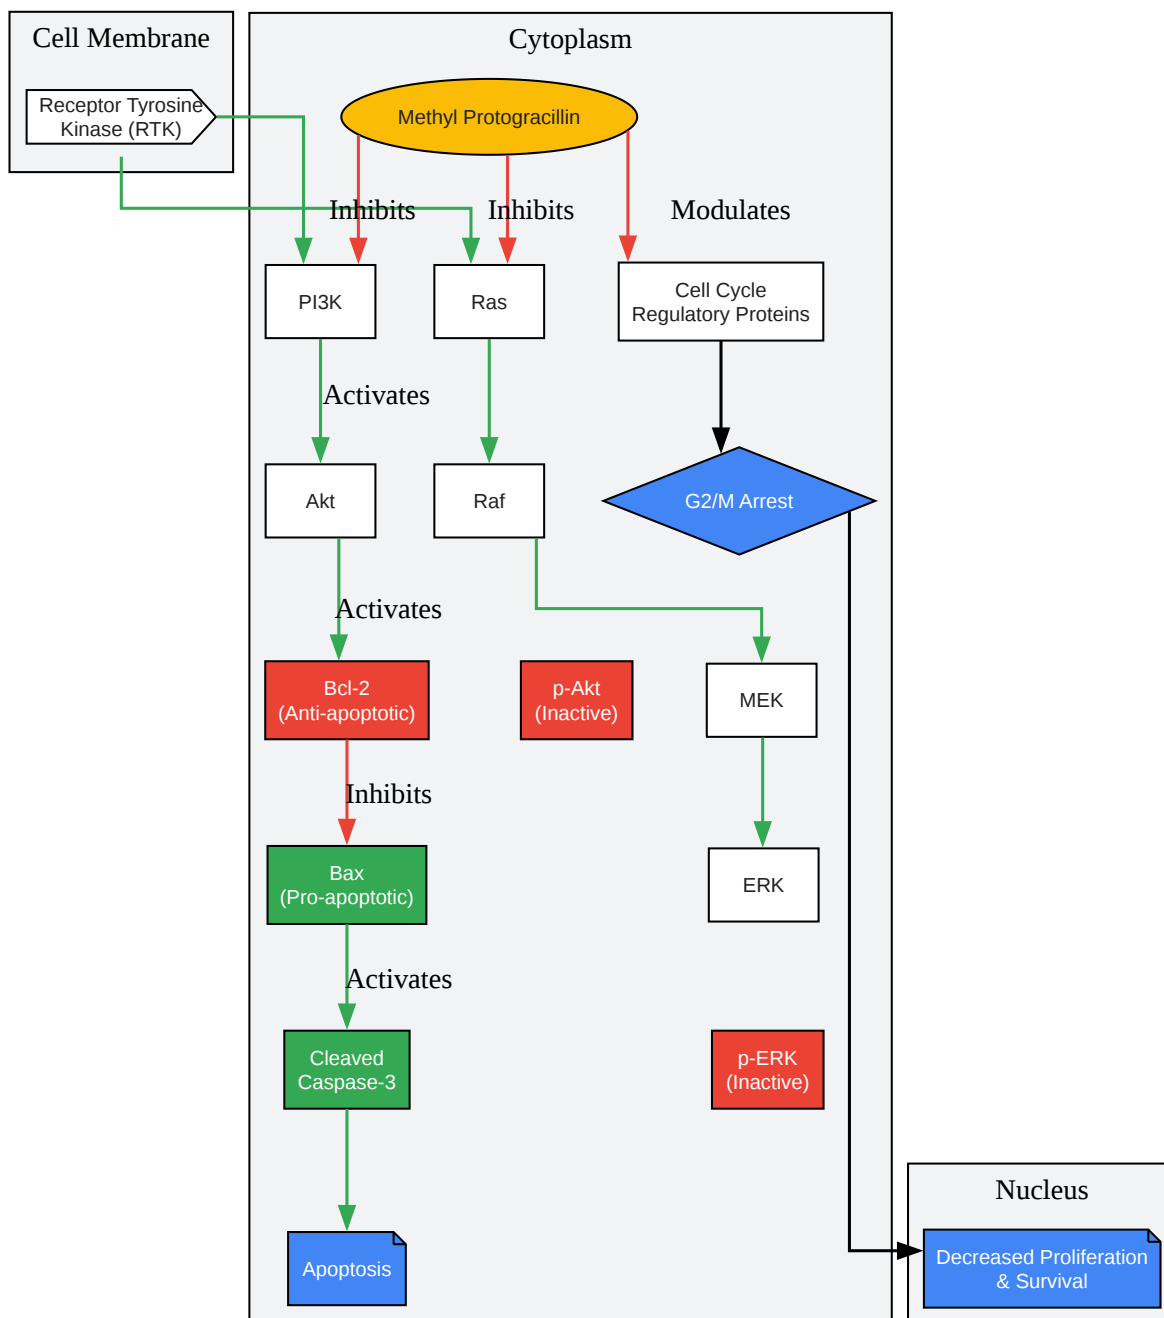 Cell Membrane
Cytoplasm
Receptor Tyrosine
Kinase (RTK)
Methyl Protogracillin
Inhibits
Inhibits
Modulates
PI3K
Ras
Cell Cycle
Regulatory Proteins
Activates
Akt
Raf
G2/M Arrest
Activates
Bcl-2
(Anti-apoptotic)
p-Akt
(Inactive)
MEK
Inhibits
Bax
(Pro-apoptotic)
ERK
Activates
Cleaved
Caspase-3
p-ERK
(Inactive)
Nucleus
Apoptosis
Decreased Proliferation
& Survival